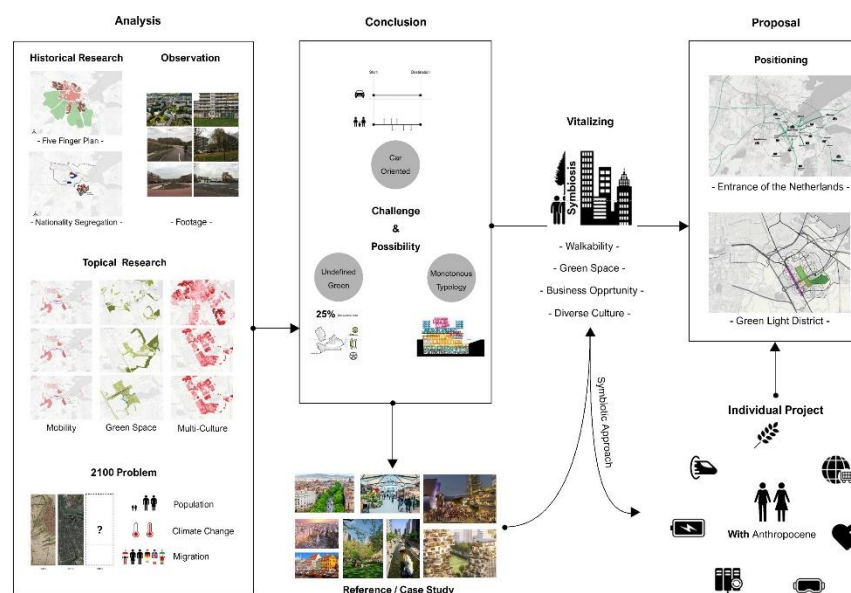 Analysis
Historical Research
Observation
- Five Finger Plan -
- Nationality Segregation -
- Footage -
Topical Research
Mobility
Green Space
Multi-Culture
2100 Problem
?
Population
Climate Change
Migration
Conclusion
Destination
Car
Oriented
Challenge
&
Possibility
Undefined
Green
Monotonous
Typology
25%
Reference / Case Study
Vitalizing
Symbiosis
- Walkability -
- Green Space -
- Business Opprtunity -
- Diverse Culture -
Symbiotic Approach
Proposal
Positioning
- Entrance of the Netherlands -
- Green Light District -
Individual Project
With Anthropocene